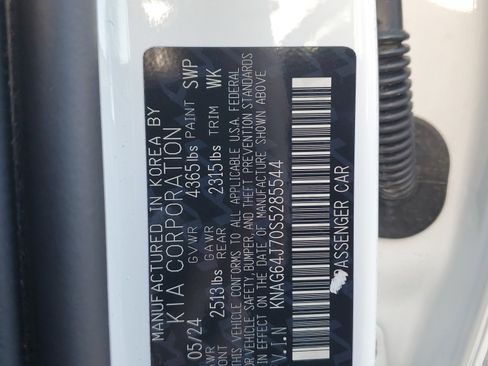 MANUFACTURED IN KOREA BY
KIA CORPORATION
05/24 GVWR 4365lbs PAINT SWP
GAWR 2513lbs GAWR REAR 2315lbs TRIM WK
THIS VEHICLE CONFORMS TO ALL APPLICABLE U.S.A. FEDERAL
MOTOR VEHICLE SAFETY, BUMPER, AND THEFT PREVENTION STANDARDS
IN EFFECT ON THE DATE OF MANUFACTURE SHOWN ABOVE
V.I.N KNAG64J70S5285544
PASSENGER CAR